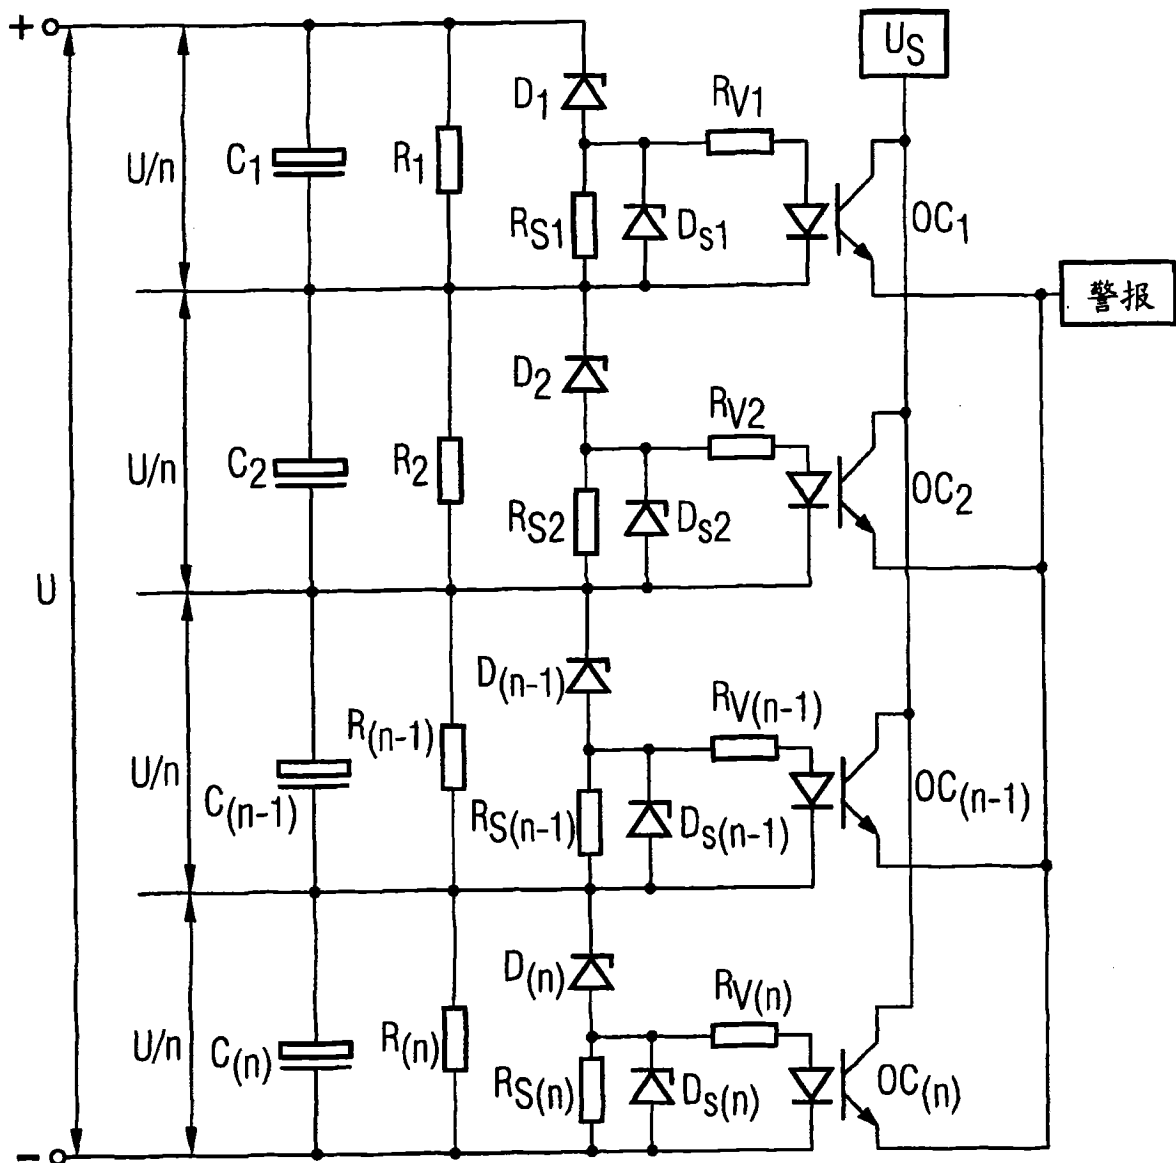 +
U_S
D_1
R_V1
U/n
C_1
R_1
R_S1
D_s1
OC_1
警报
D_2
R_V2
U/n
C_2
R_2
R_S2
D_s2
OC_2
U
D_(n-1)
R_V(n-1)
R_(n-1)
U/n
C_(n-1)
R_S(n-1)
D_s(n-1)
OC_(n-1)
D_(n)
R_V(n)
U/n
C_(n)
R_(n)
R_S(n)
D_s(n)
OC_(n)
-